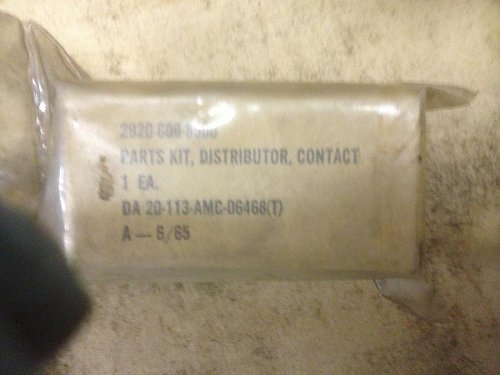 PARTS KIT, DISTRIBUTOR, CONTACT
1 EA.
DA 20-113-AMC-06468(T)
A — 6/65